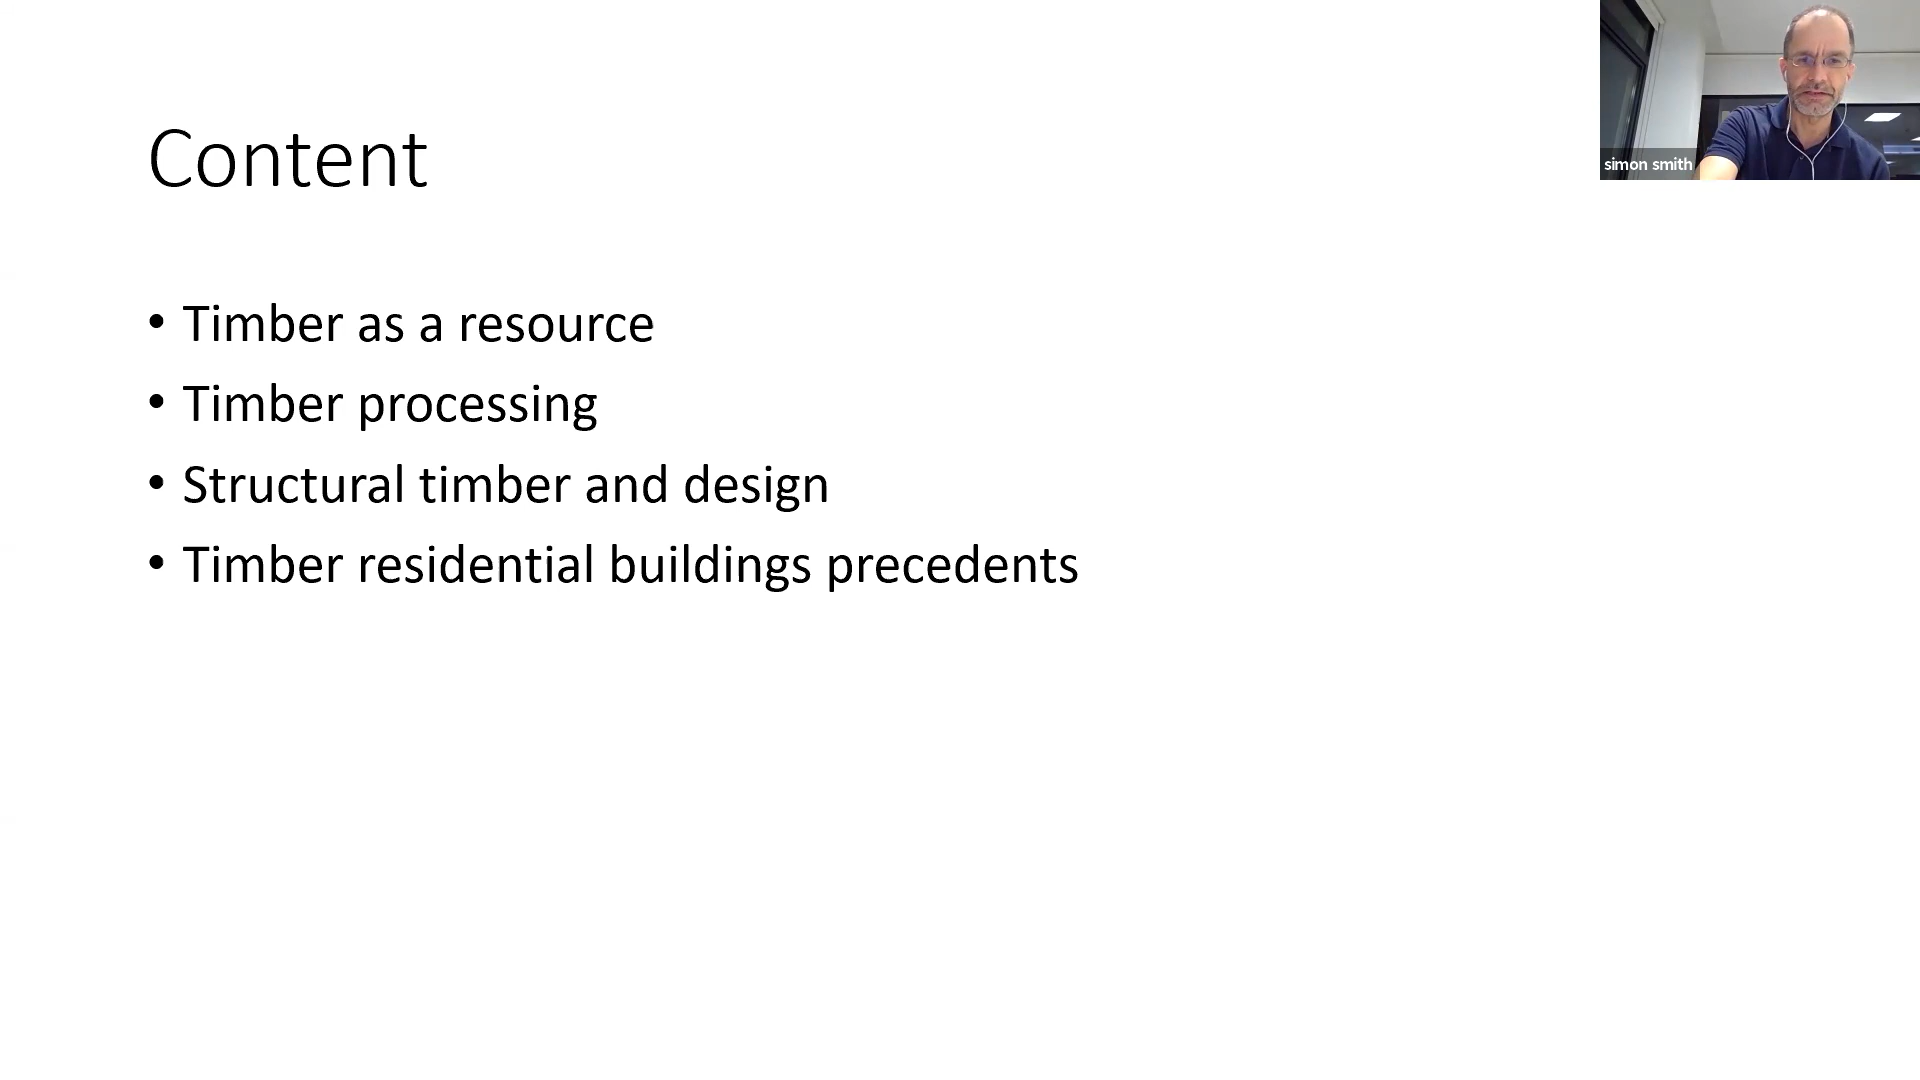 Content
• Timber as a resource
• Timber processing
• Structural timber and design
• Timber residential buildings precedents
simon smith